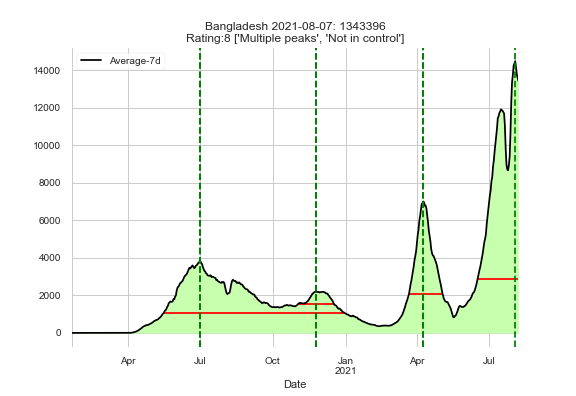 Bangladesh 2021-08-07: 1343396
Rating:8 ['Multiple peaks', 'Not in control']
Average-7d
14000
12000
10000
8000
6000
4000
2000
0
Apr Jul Oct Jan Apr Jul
2021
Date